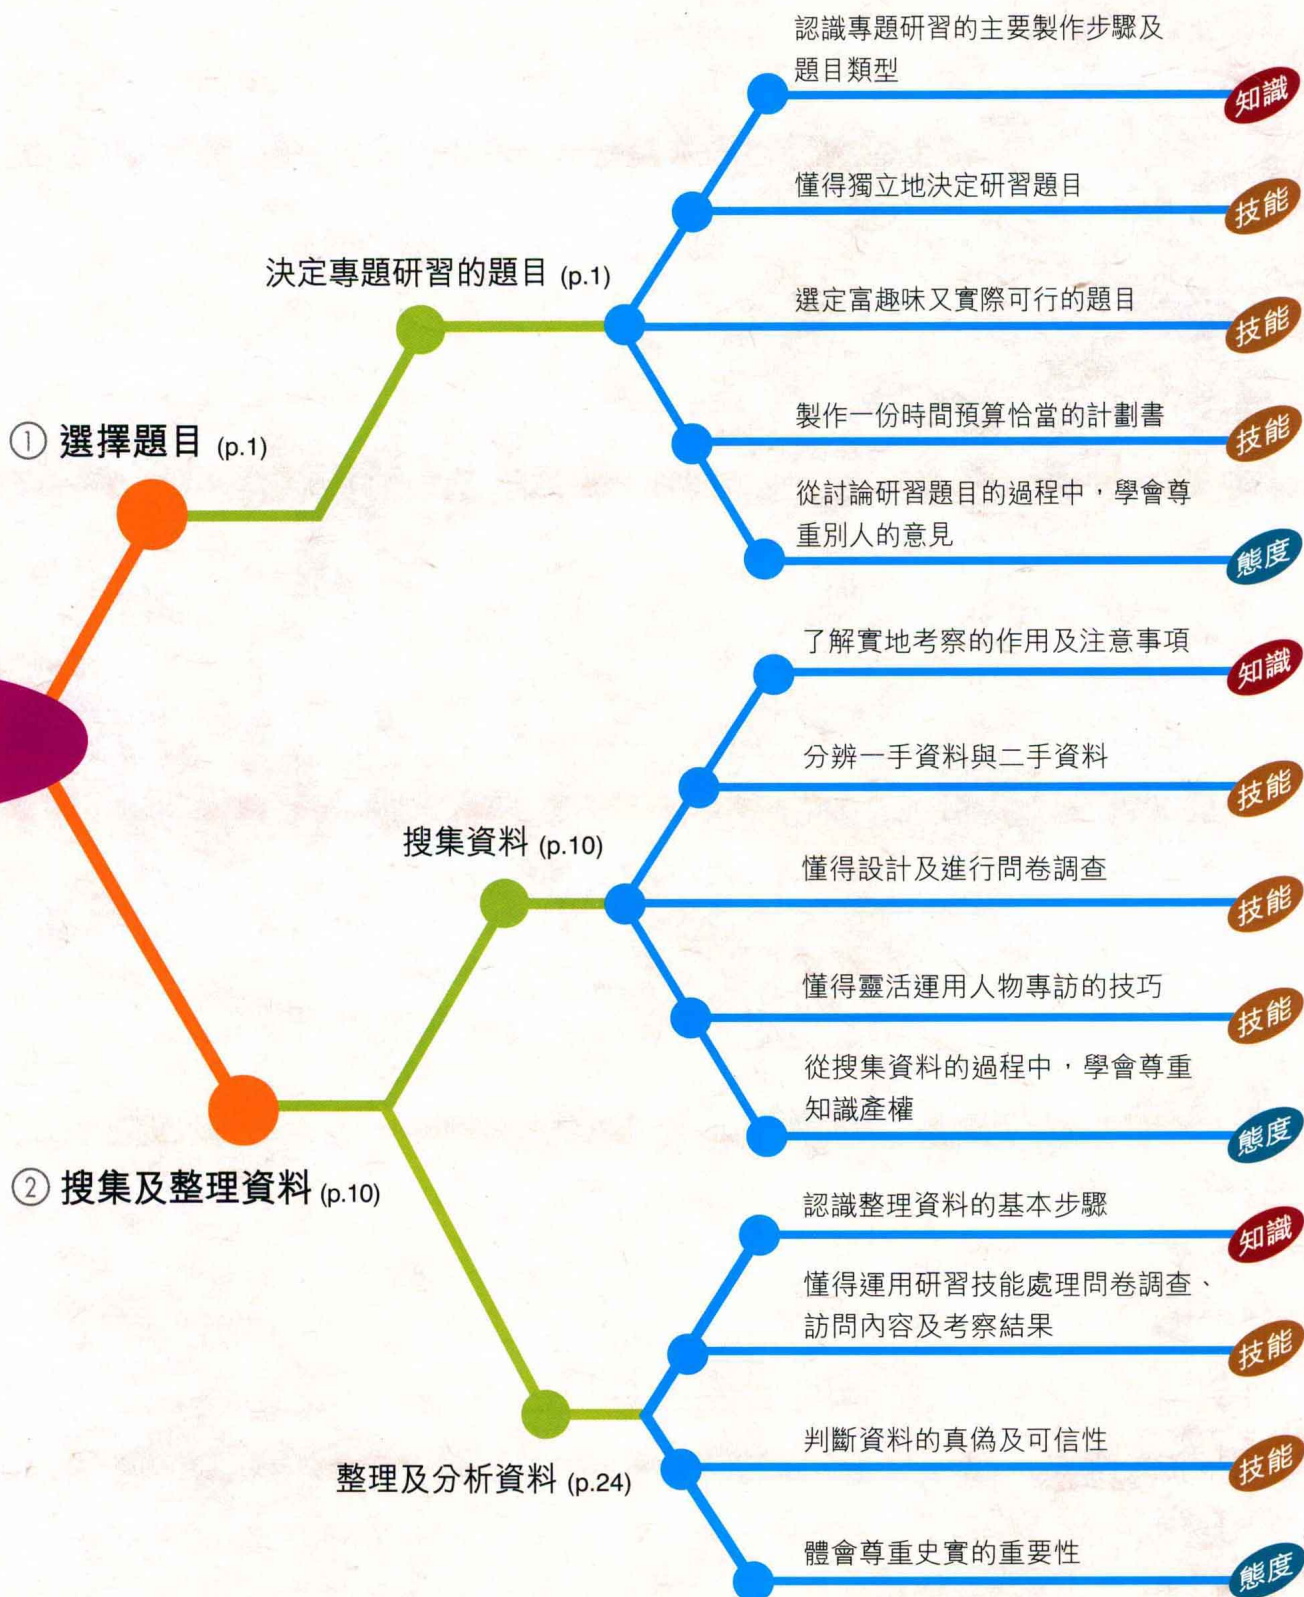 認識專題研習的主要製作步驟及
題目類型
知識
懂得獨立地決定研習題目
技能
決定專題研習的題目 (p.1)
選定富趣味又實際可行的題目
技能
① 選擇題目 (p.1)
製作一份時間預算恰當的計劃書
技能
從討論研習題目的過程中，學會尊
重別人的意見
態度
了解實地考察的作用及注意事項
知識
分辨一手資料與二手資料
技能
搜集資料 (p.10)
懂得設計及進行問卷調查
技能
懂得靈活運用人物專訪的技巧
技能
從搜集資料的過程中，學會尊重
知識產權
態度
② 搜集及整理資料 (p.10)
認識整理資料的基本步驟
知識
懂得運用研習技能處理問卷調查、
訪問內容及考察結果
技能
整理及分析資料 (p.24)
判斷資料的真偽及可信性
技能
體會尊重史實的重要性
態度